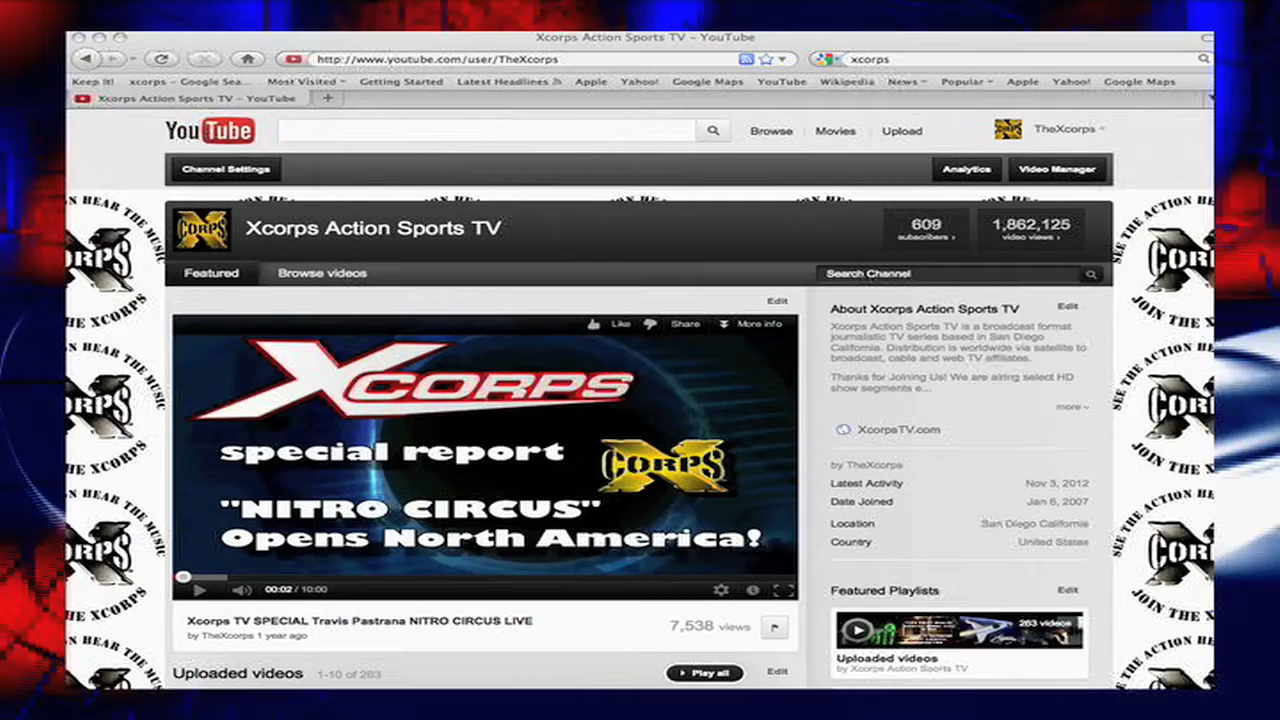 Xcorps Action Sports TV – YouTube
http://www.youtube.com/user/TheXcorps
xcorps
Keep It! xcorps – Google Sea... Most Visited Getting Started Latest Headlines Apple Yahoo! Google Maps YouTube Wikipedia News Popular Apple Yahoo! Google Maps
Xcorps Action Sports TV – YouTube
YouTube Browse Movies Upload TheXcorps
Channel Settings Analytics Video Manager
CORPS Xcorps Action Sports TV 609 subscribers 1,862,125 video views
Featured Browse videos Search Channel
Edit
Like Share More info
XCORPS
special report
CORPS
"NITRO CIRCUS"
Opens North America!
00:02 / 10:00
Xcorps TV SPECIAL Travis Pastrana NITRO CIRCUS LIVE
by TheXcorps 1 year ago
7,538 views
Uploaded videos 1-10 of 263 Play all Edit
About Xcorps Action Sports TV Edit
Xcorps Action Sports TV is a broadcast format
journalistic TV series based in San Diego
California. Distribution is worldwide via satellite to
broadcast, cable and web TV affiliates.
Thanks for Joining Us! We are airing select HD
show segments e...
more
XcorpsTV.com
by TheXcorps
Latest Activity Nov 3, 2012
Date Joined Jan 6, 2007
Location San Diego California
Country United States
Featured Playlists Edit
263 videos
Uploaded videos
by Xcorps Action Sports TV
SEE THE ACTION HEAR THE MUSIC
JOIN THE XCORPS